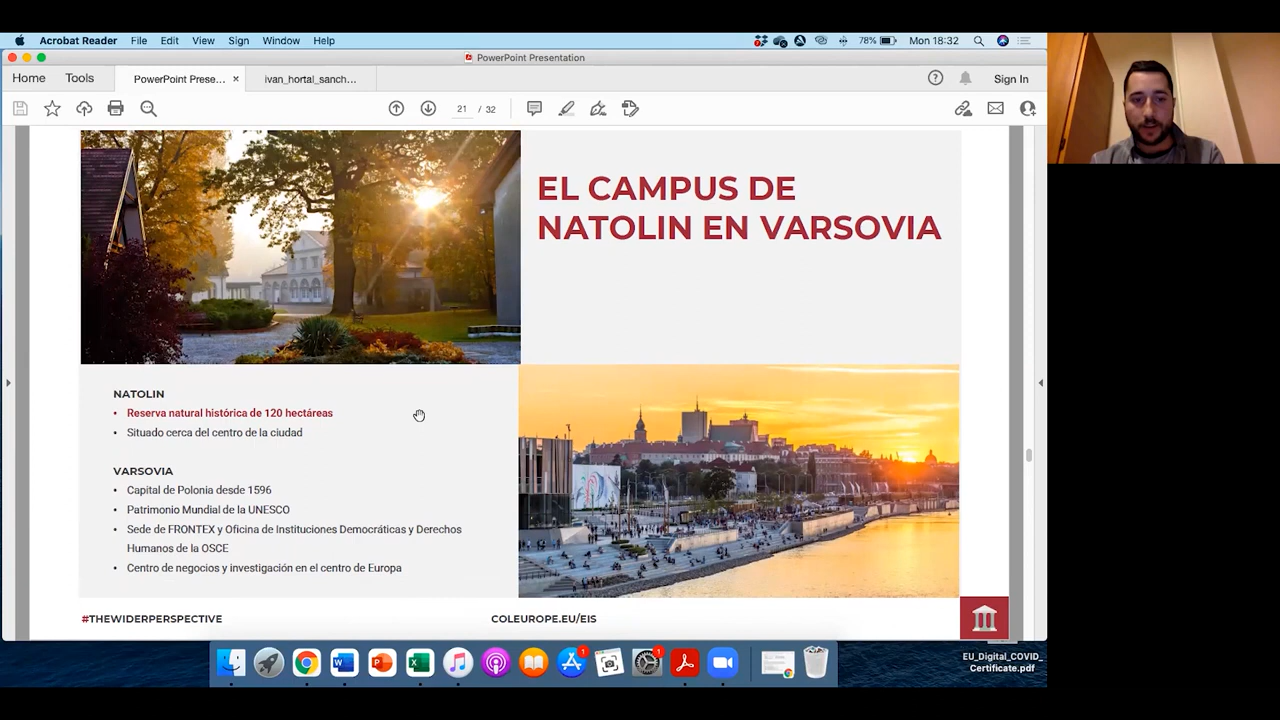 Acrobat Reader File Edit View Sign Window Help 78% Mon 18:32
PowerPoint Presentation
Home Tools PowerPoint Prese... × ivan_hortal_sanch... Sign In
21 / 32
EL CAMPUS DE
NATOLIN EN VARSOVIA
NATOLIN
• Reserva natural histórica de 120 hectáreas
• Situado cerca del centro de la ciudad
VARSOVIA
• Capital de Polonia desde 1596
• Patrimonio Mundial de la UNESCO
• Sede de FRONTEX y Oficina de Instituciones Democráticas y Derechos
Humanos de la OSCE
• Centro de negocios y investigación en el centro de Europa
#THEWIDERPERSPECTIVE COLEUROPE.EU/EIS
EU_Digital_COVID_
Certificate.pdf